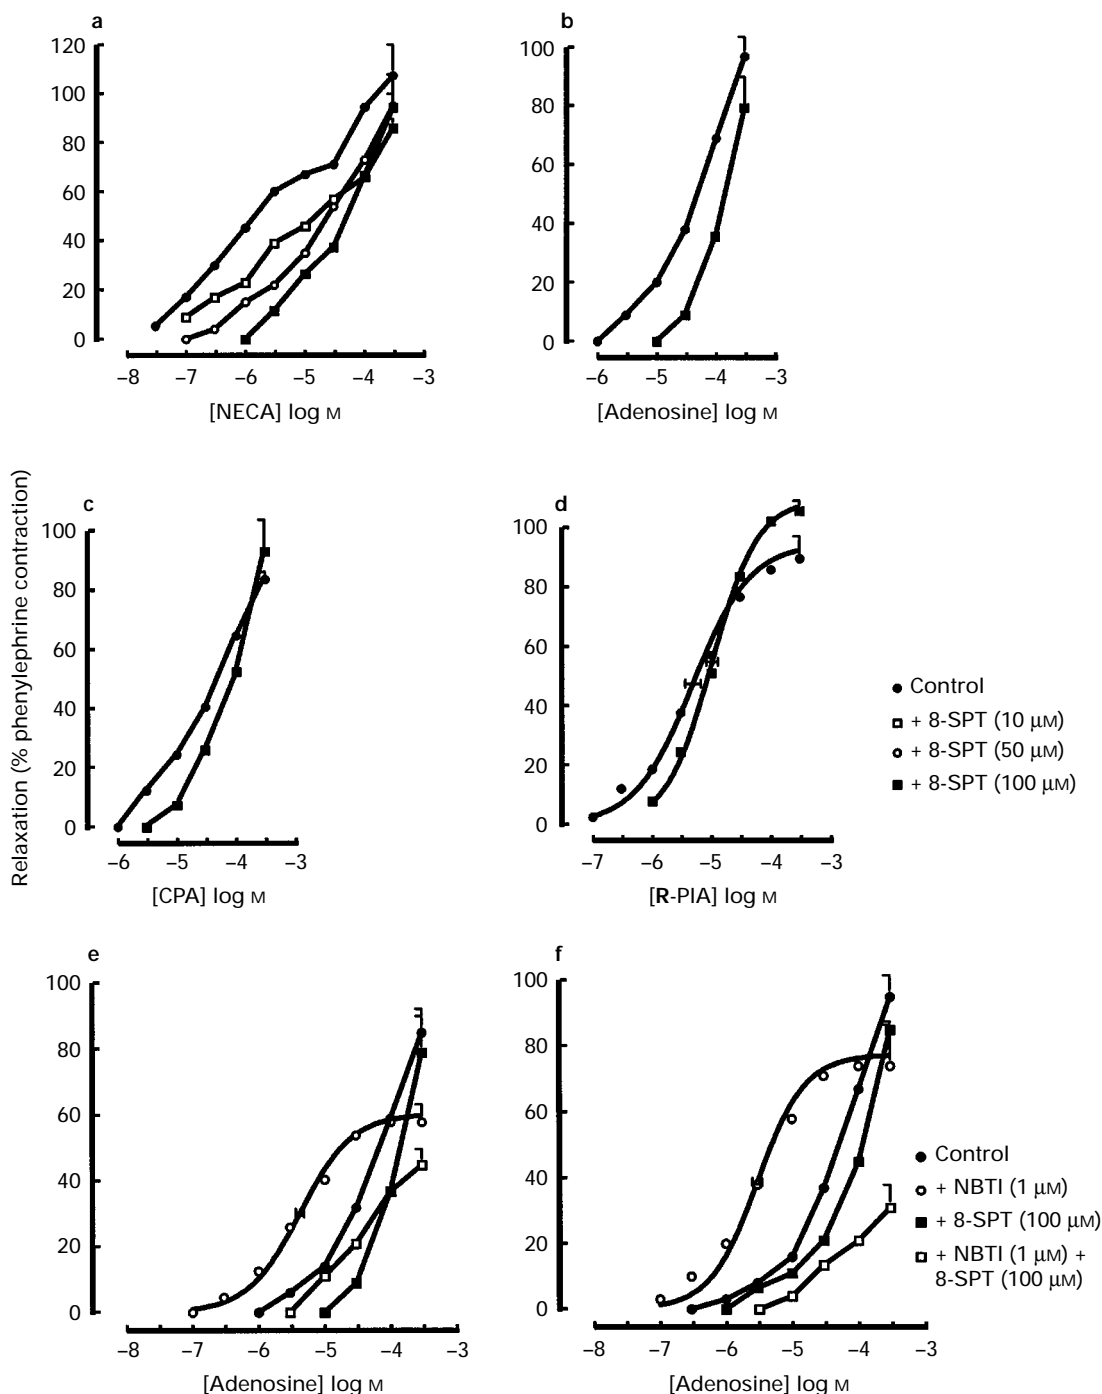 a
120
100
80
60
40
20
0
−8 −7 −6 −5 −4 −3
[NECA] log M
b
100
80
60
40
20
0
−6 −5 −4 −3
[Adenosine] log M
Relaxation (% phenylephrine contraction)
c
100
80
60
40
20
0
−6 −5 −4 −3
[CPA] log M
d
100
80
60
40
20
0
−7 −6 −5 −4 −3
[R-PIA] log M
Control
+ 8-SPT (10 μM)
+ 8-SPT (50 μM)
+ 8-SPT (100 μM)
e
100
80
60
40
20
0
−8 −7 −6 −5 −4 −3
[Adenosine] log M
f
100
80
60
40
20
0
−8 −7 −6 −5 −4 −3
[Adenosine] log M
Control
+ NBTI (1 μM)
+ 8-SPT (100 μM)
+ NBTI (1 μM) +
8-SPT (100 μM)